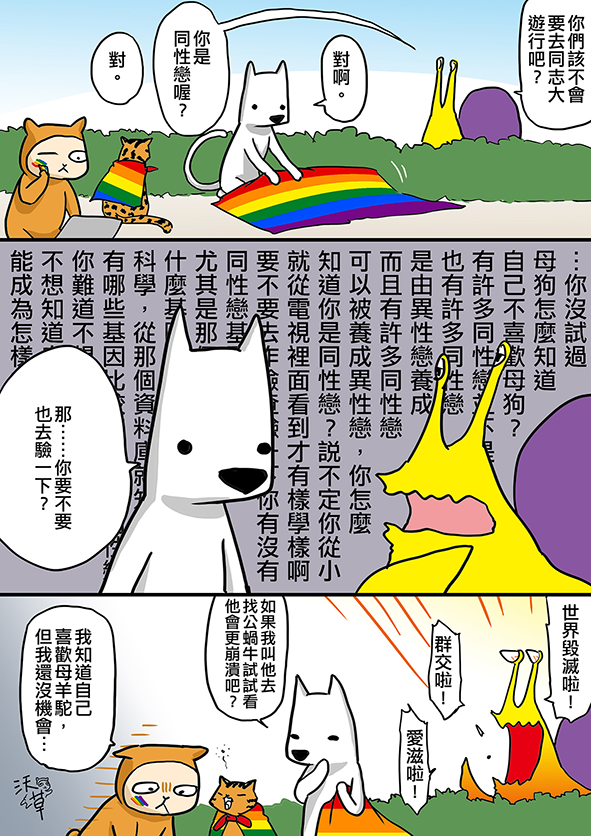 你們該不會
要去同志大
遊行吧？
對啊。
你是
同性戀喔？
對。
…你沒試過
母狗怎麼知道
自己不喜歡母狗？
有許多同性戀並不是
也有許多同性戀
是由異性戀養成
而且有許多同性戀
可以被養成異性戀，你怎麼
知道你是同性戀？說不定你從小
就從電視裡面看到才有樣學樣啊
要不要去
你有沒有
同性戀基
尤其是那
什麼基
科學，從那個資料庫
有哪些基因比
你難道不想
不想知道
能成為怎樣
那……你要不要
也去驗一下？
世界毀滅啦！
群交啦！
愛滋啦！
如果我叫他去
找公蝸牛試試看
他會更崩潰吧？
我知道自己
喜歡母羊駝，
但我還沒機會…